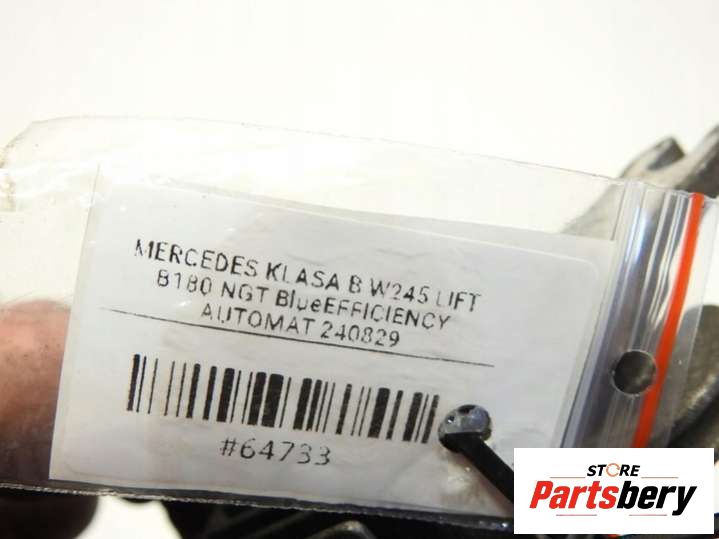 MERCEDES KLASA B W245 LIFT
B180 NGT BlueEFFICIENCY
AUTOMAT 240829
#64733
STORE
Partsbery